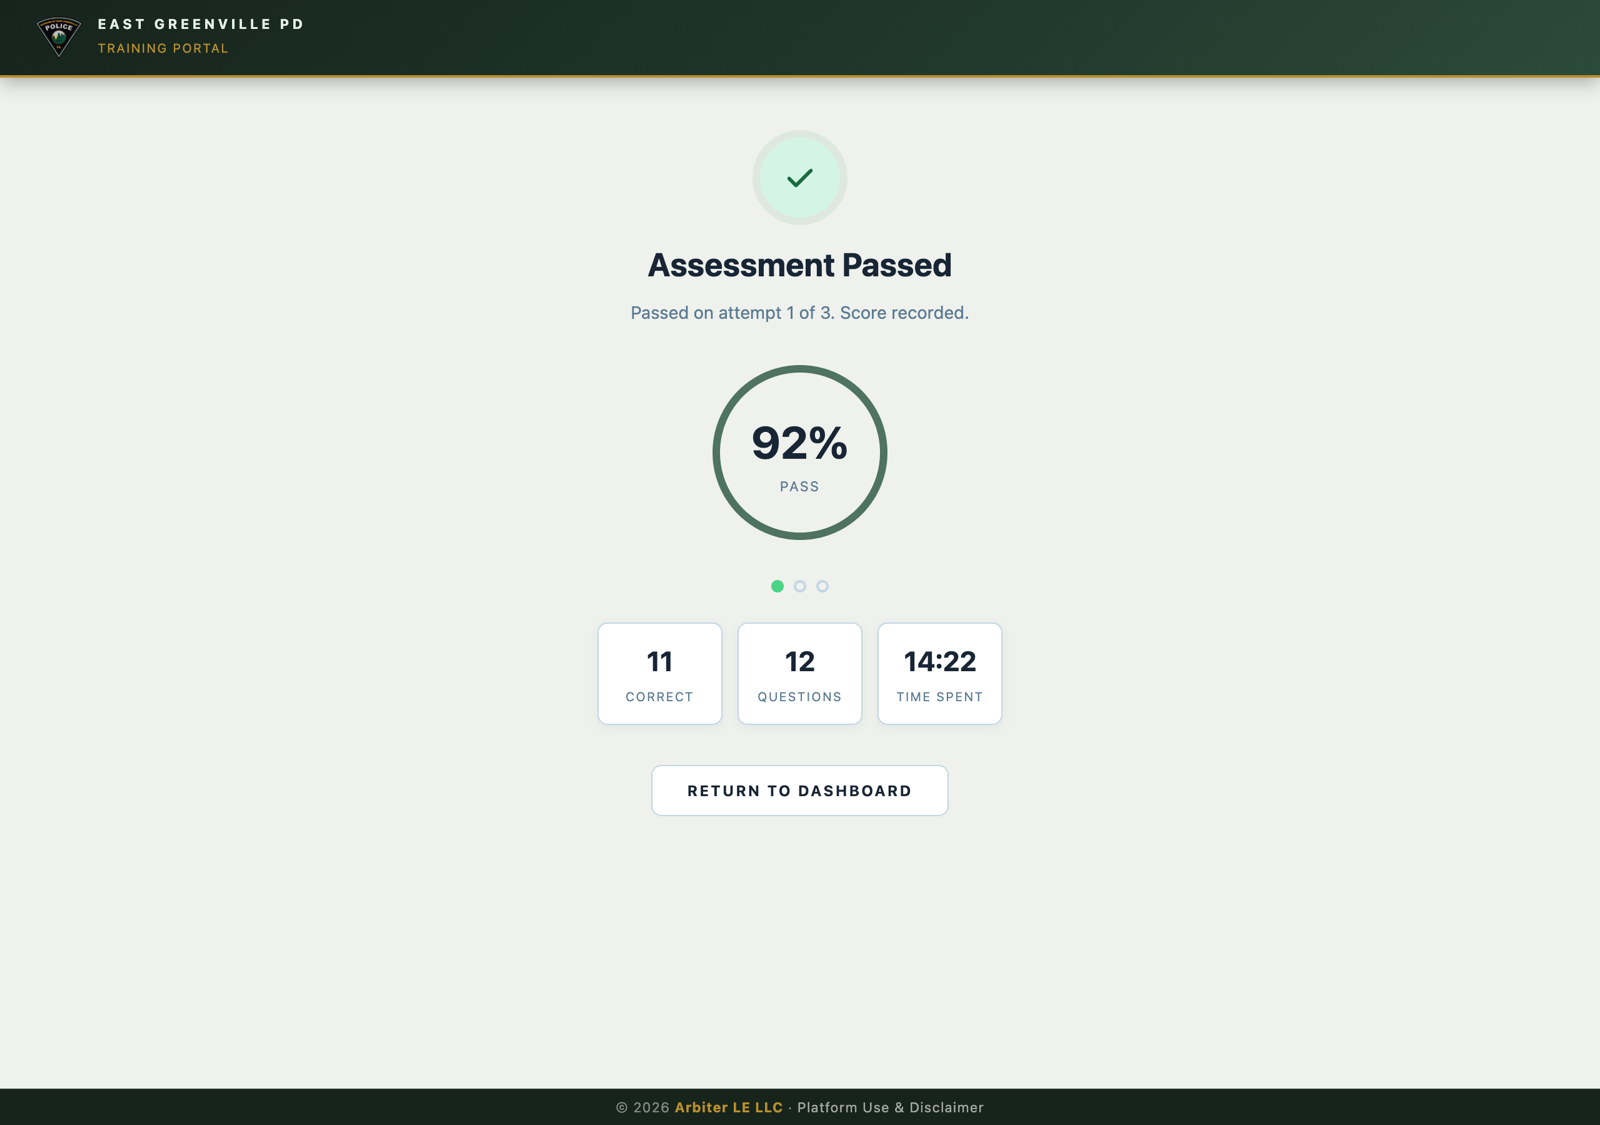 POLICE
EAST GREENVILLE PD
TRAINING PORTAL
Assessment Passed
Passed on attempt 1 of 3. Score recorded.
92%
PASS
11
CORRECT
12
QUESTIONS
14:22
TIME SPENT
RETURN TO DASHBOARD
© 2026 Arbiter LE LLC · Platform Use & Disclaimer